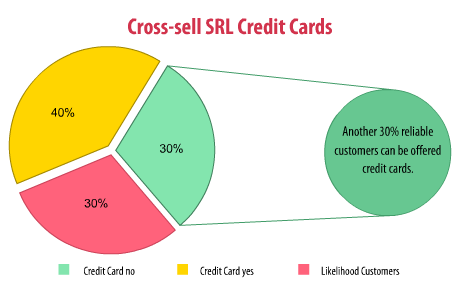 Cross-sell SRL Credit Cards
40%
30%
30%
Another 30% reliable
customers can be offered
credit cards.
Credit Card no
Credit Card yes
Likelihood Customers